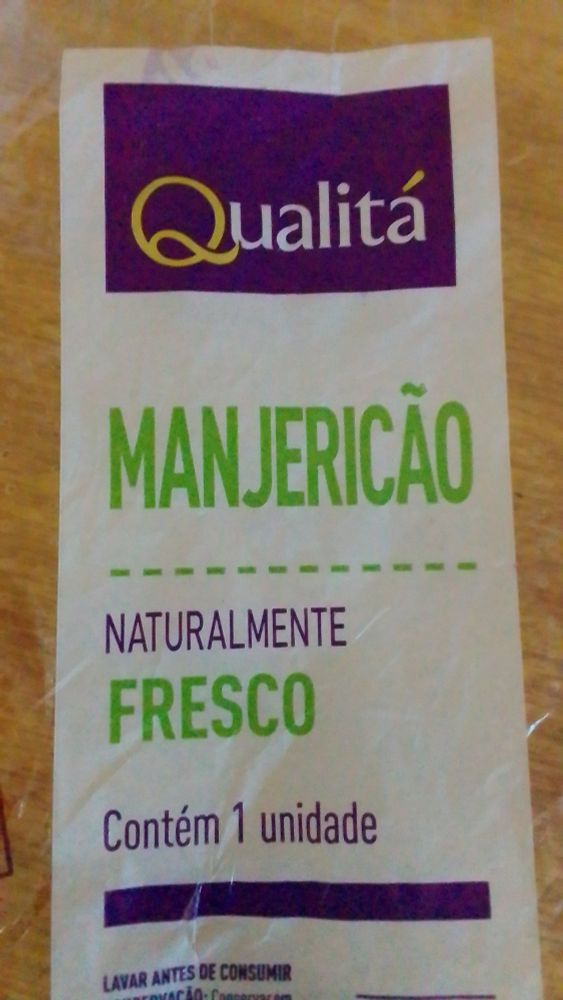 Qualitá
MANJERICÃO
NATURALMENTE
FRESCO
Contém 1 unidade
LAVAR ANTES DE CONSUMIR